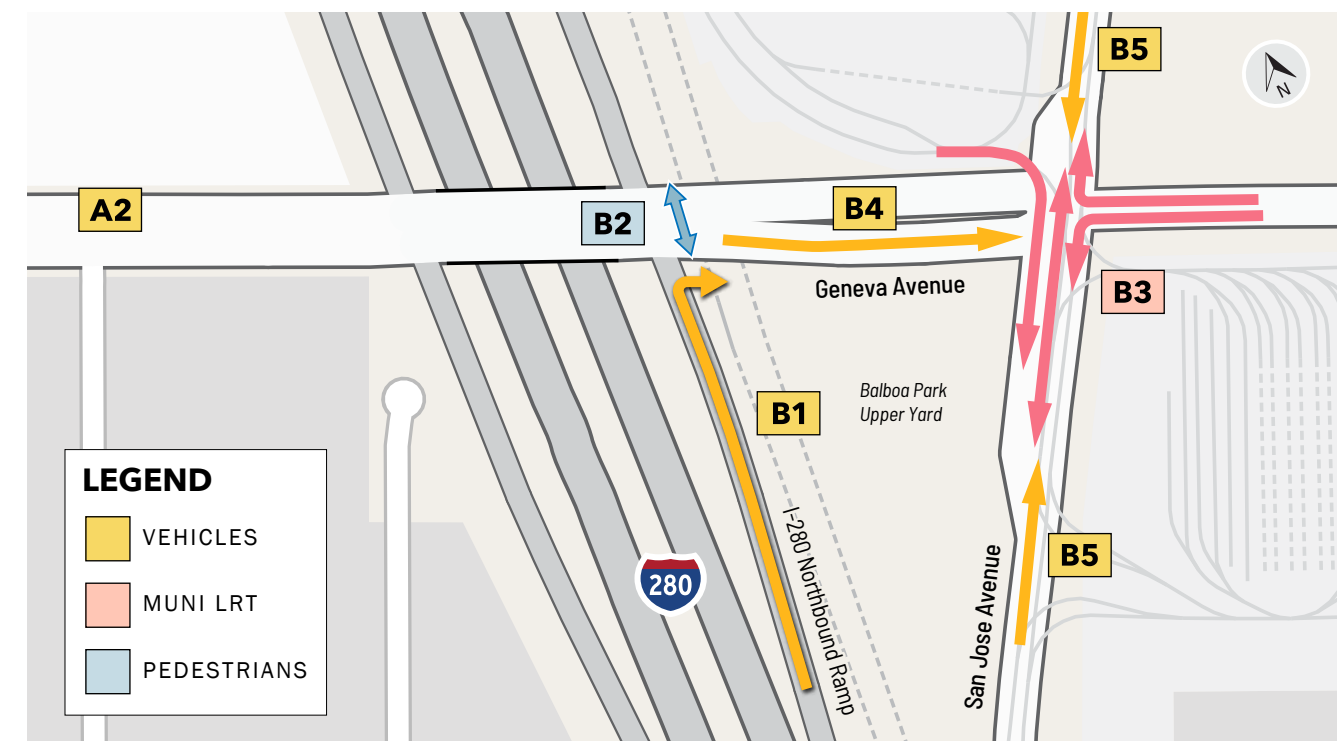 B5
N
A2
B2
B4
Geneva Avenue
B3
Balboa Park
Upper Yard
B1
LEGEND
VEHICLES
MUNI LRT
PEDESTRIANS
280
I-280 Northbound Ramp
San Jose Avenue
B5